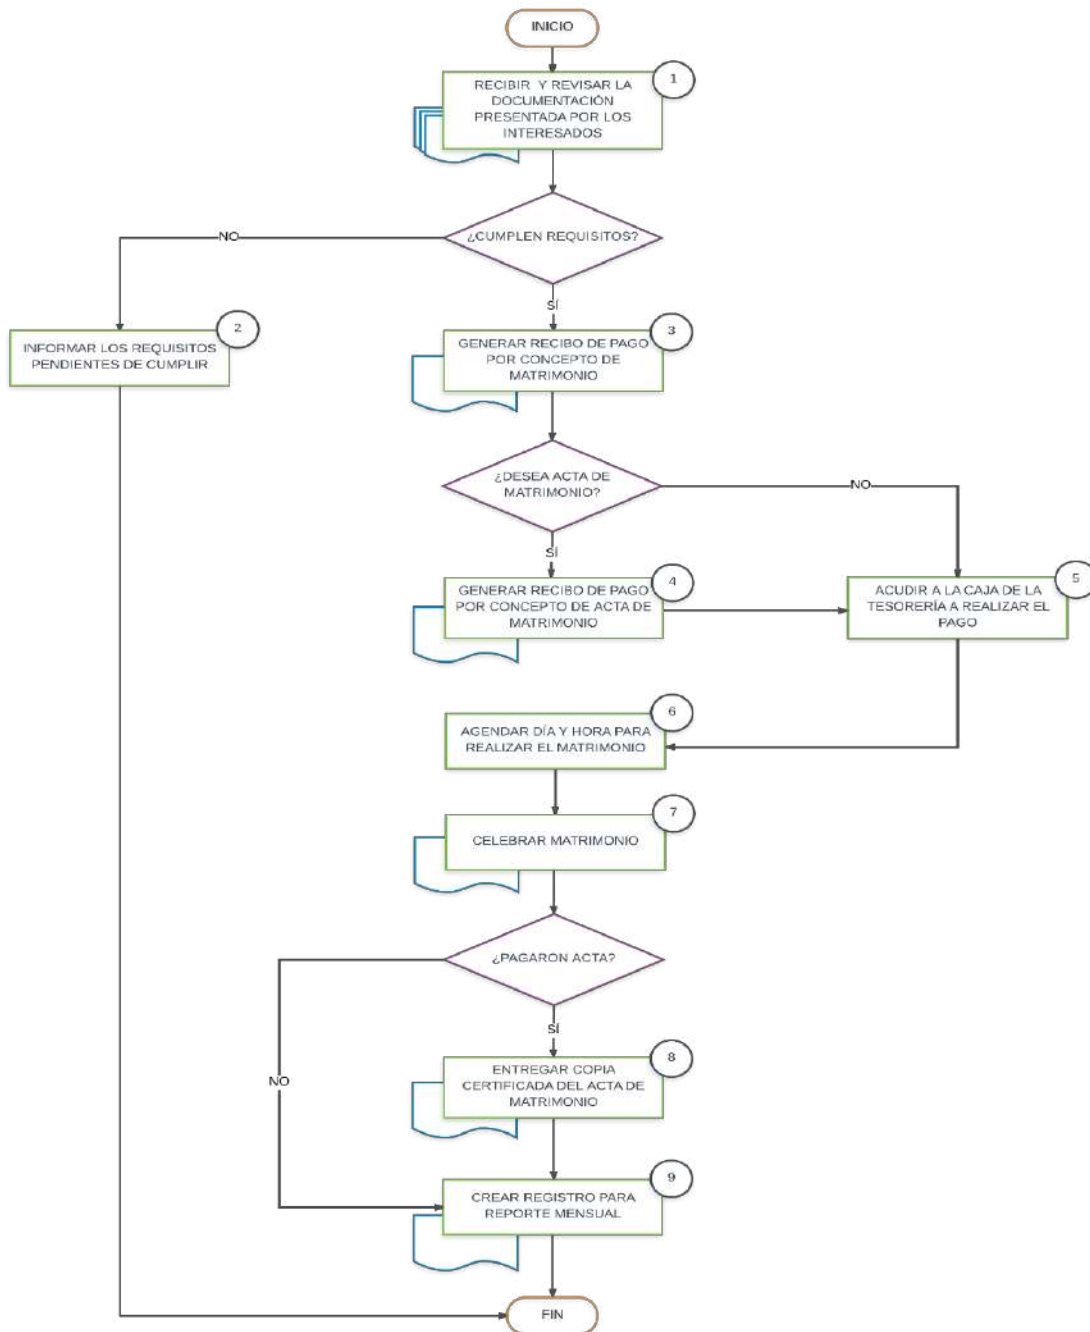 INICIO
1
RECIBIR Y REVISAR LA
DOCUMENTACIÓN
PRESENTADA POR LOS
INTERESADOS
¿CUMPLEN REQUISITOS?
NO
SÍ
2
INFORMAR LOS REQUISITOS
PENDIENTES DE CUMPLIR
3
GENERAR RECIBO DE PAGO
POR CONCEPTO DE
MATRIMONIO
¿DESEA ACTA DE
MATRIMONIO?
NO
SÍ
4
GENERAR RECIBO DE PAGO
POR CONCEPTO DE ACTA DE
MATRIMONIO
5
ACUDIR A LA CAJA DE LA
TESORERÍA A REALIZAR EL
PAGO
6
AGENDAR DÍA Y HORA PARA
REALIZAR EL MATRIMONIO
7
CELEBRAR MATRIMONIO
¿PAGARON ACTA?
SÍ
NO
8
ENTREGAR COPIA
CERTIFICADA DEL ACTA DE
MATRIMONIO
9
CREAR REGISTRO PARA
REPORTE MENSUAL
FIN